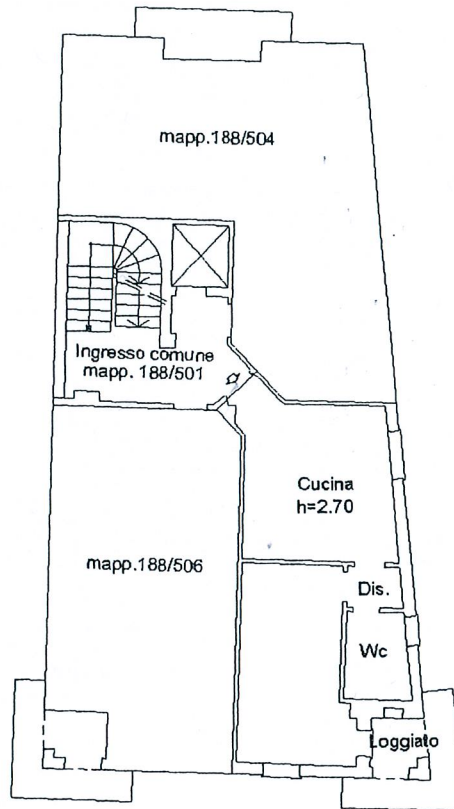 mapp.188/504
Ingresso comune
mapp. 188/501
Cucina
h=2.70
mapp.188/506
Dis.
Wc
Loggiato